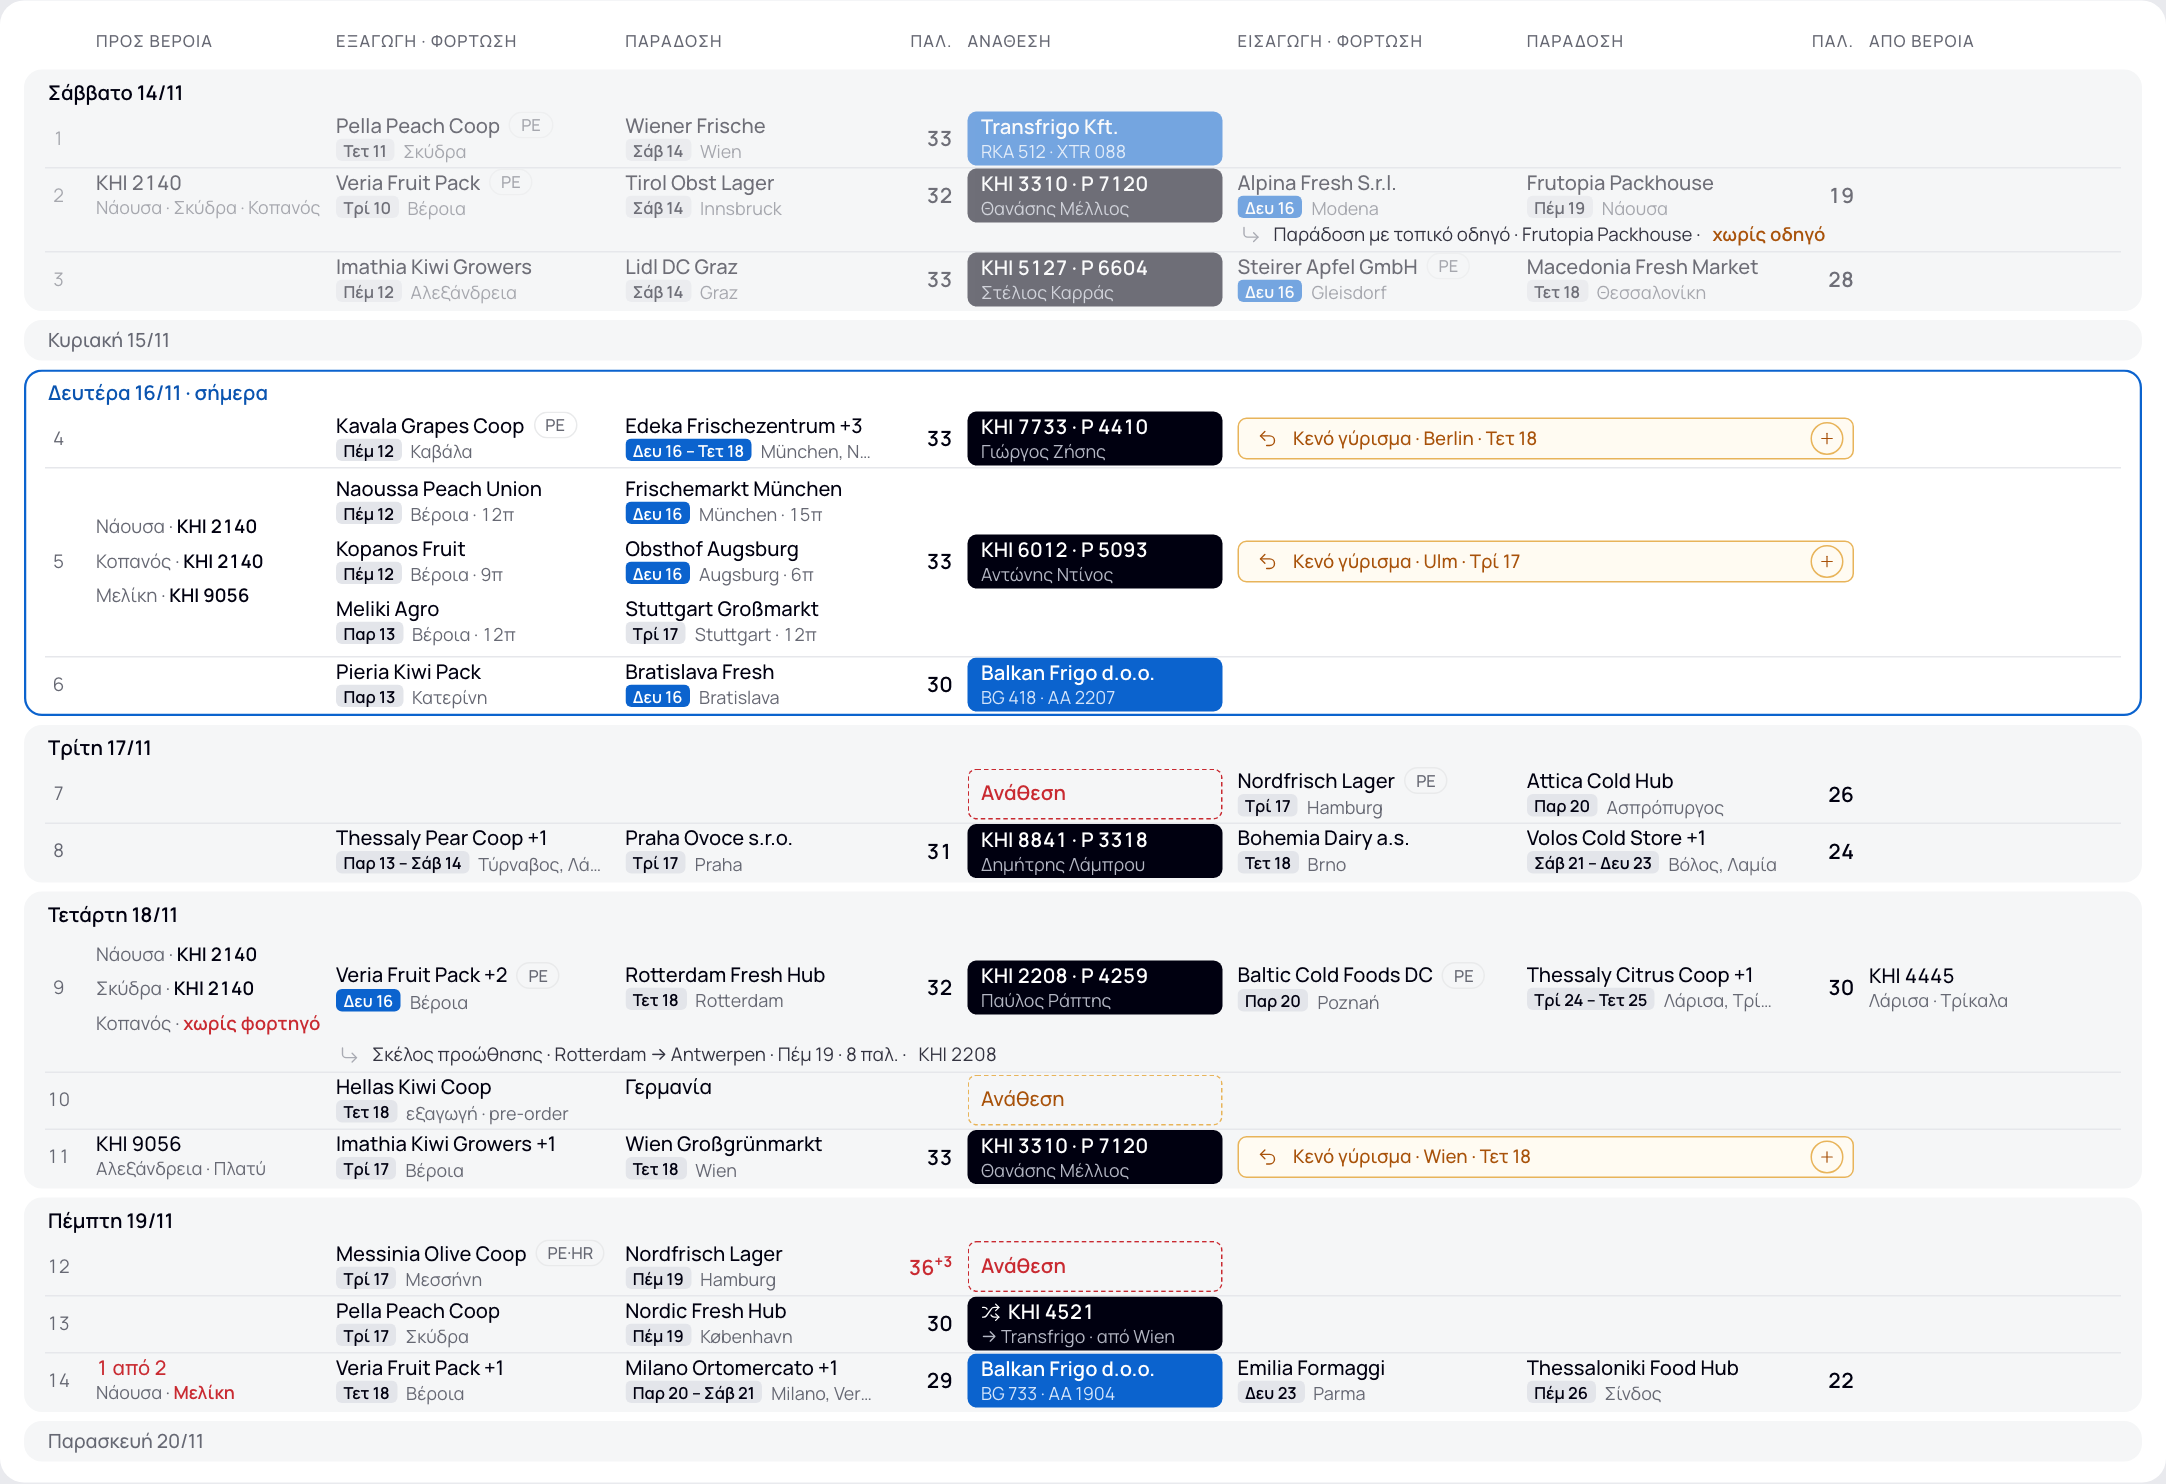 ΠΡΟΣ ΒΕΡΟΙΑ ΕΞΑΓΩΓΗ · ΦΟΡΤΩΣΗ ΠΑΡΑΔΟΣΗ ΠΑΛ. ΑΝΑΘΕΣΗ ΕΙΣΑΓΩΓΗ · ΦΟΡΤΩΣΗ ΠΑΡΑΔΟΣΗ ΠΑΛ. ΑΠΟ ΒΕΡΟΙΑ
Σάββατο 14/11
1 Pella Peach Coop PE Wiener Frische 33 Transfrigo Kft.
Τετ 11 Σκύδρα Σάβ 14 Wien RKA 512 · XTR 088
2 KHI 2140 Veria Fruit Pack PE Tirol Obst Lager 32 KHI 3310 · P 7120 Alpina Fresh S.r.l. Frutopia Packhouse 19
Νάουσα · Σκύδρα · Κοπανός Τρί 10 Βέροια Σάβ 14 Innsbruck Θανάσης Μέλλιος Δευ 16 Modena Πέμ 19 Νάουσα
Παράδοση με τοπικό οδηγό · Frutopia Packhouse · χωρίς οδηγό
3 Imathia Kiwi Growers Lidl DC Graz 33 KHI 5127 · P 6604 Steirer Apfel GmbH PE Macedonia Fresh Market 28
Πέμ 12 Αλεξάνδρεια Σάβ 14 Graz Στέλιος Καρράς Δευ 16 Gleisdorf Τετ 18 Θεσσαλονίκη
Κυριακή 15/11
Δευτέρα 16/11 · σήμερα
4 Kavala Grapes Coop PE Edeka Frischezentrum +3 33 KHI 7733 · P 4410 Κενό γύρισμα · Berlin · Τετ 18 +
Πέμ 12 Καβάλα Δευ 16 – Τετ 18 München, N… Γιώργος Ζήσης
Naoussa Peach Union Frischemarkt München
Πέμ 12 Βέροια · 12π Δευ 16 München · 15π
Νάουσα · KHI 2140
5 Κοπανός · KHI 2140 Kopanos Fruit Obsthof Augsburg 33 KHI 6012 · P 5093 Κενό γύρισμα · Ulm · Τρί 17 +
Πέμ 12 Βέροια · 9π Δευ 16 Augsburg · 6π Αντώνης Ντίνος
Μελίκη · KHI 9056
Meliki Agro Stuttgart Großmarkt
Παρ 13 Βέροια · 12π Τρί 17 Stuttgart · 12π
6 Pieria Kiwi Pack Bratislava Fresh 30 Balkan Frigo d.o.o.
Παρ 13 Κατερίνη Δευ 16 Bratislava BG 418 · AA 2207
Τρίτη 17/11
7 Ανάθεση Nordfrisch Lager PE Attica Cold Hub 26
Τρί 17 Hamburg Παρ 20 Ασπρόπυργος
8 Thessaly Pear Coop +1 Praha Ovoce s.r.o. 31 KHI 8841 · P 3318 Bohemia Dairy a.s. Volos Cold Store +1 24
Παρ 13 – Σάβ 14 Τύρναβος, Λά… Τρί 17 Praha Δημήτρης Λάμπρου Τετ 18 Brno Σάβ 21 – Δευ 23 Βόλος, Λαμία
Τετάρτη 18/11
Νάουσα · KHI 2140
9 Σκύδρα · KHI 2140 Veria Fruit Pack +2 PE Rotterdam Fresh Hub 32 KHI 2208 · P 4259 Baltic Cold Foods DC PE Thessaly Citrus Coop +1 30 KHI 4445
Δευ 16 Βέροια Τετ 18 Rotterdam Παύλος Ράπτης Παρ 20 Poznań Τρί 24 – Τετ 25 Λάρισα, Τρί… Λάρισα · Τρίκαλα
Κοπανός · χωρίς φορτηγό
Σκέλος προώθησης · Rotterdam → Antwerpen · Πέμ 19 · 8 παλ. · KHI 2208
10 Hellas Kiwi Coop Γερμανία Ανάθεση
Τετ 18 εξαγωγή · pre-order
11 KHI 9056 Imathia Kiwi Growers +1 Wien Großgrünmarkt 33 KHI 3310 · P 7120 Κενό γύρισμα · Wien · Τετ 18 +
Αλεξάνδρεια · Πλατύ Τρί 17 Βέροια Τετ 18 Wien Θανάσης Μέλλιος
Πέμπτη 19/11
12 Messinia Olive Coop PE·HR Nordfrisch Lager 36+3 Ανάθεση
Τρί 17 Μεσσήνη Πέμ 19 Hamburg
13 Pella Peach Coop Nordic Fresh Hub 30 KHI 4521
Τρί 17 Σκύδρα Πέμ 19 København → Transfrigo · από Wien
14 1 από 2 Veria Fruit Pack +1 Milano Ortomercato +1 29 Balkan Frigo d.o.o. Emilia Formaggi Thessaloniki Food Hub 22
Νάουσα · Μελίκη Τετ 18 Βέροια Παρ 20 – Σάβ 21 Milano, Ver… BG 733 · AA 1904 Δευ 23 Parma Πέμ 26 Σίνδος
Παρασκευή 20/11